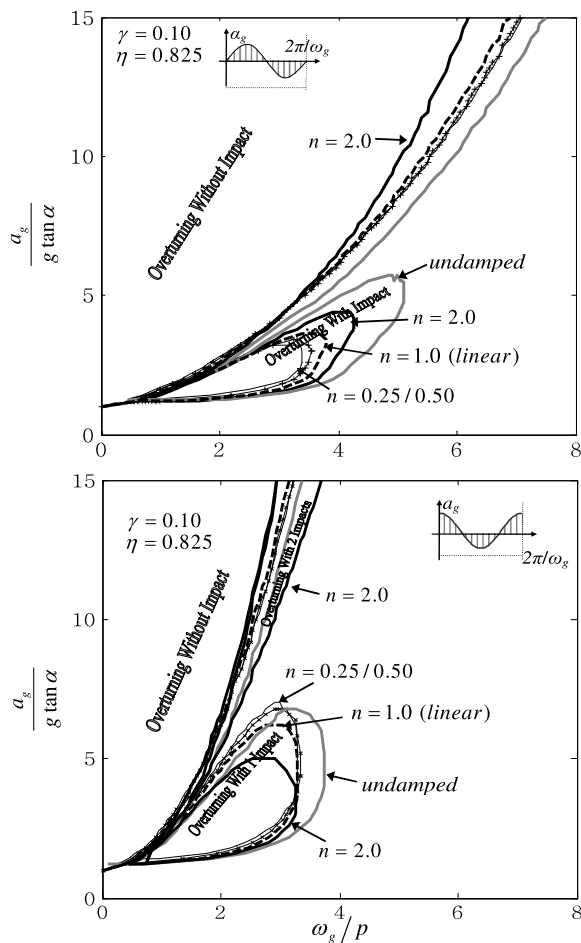 15
γ = 0.10
η = 0.825
α_g
2π/ω_g
n = 2.0
Overturning Without Impact
10
a_g
g tan α
undamped
5
Overturning With Impact
n = 2.0
n = 1.0 (linear)
n = 0.25 / 0.50
0
0 2 4 6 8
15
γ = 0.10
η = 0.825
a_g
2π/ω_g
Overturning With 2 Impacts
Overturning Without Impact
n = 2.0
10
a_g
g tan α
n = 0.25 / 0.50
n = 1.0 (linear)
5
Overturning With 1 Impact
undamped
n = 2.0
0
0 2 4 6 8
ω_g / p